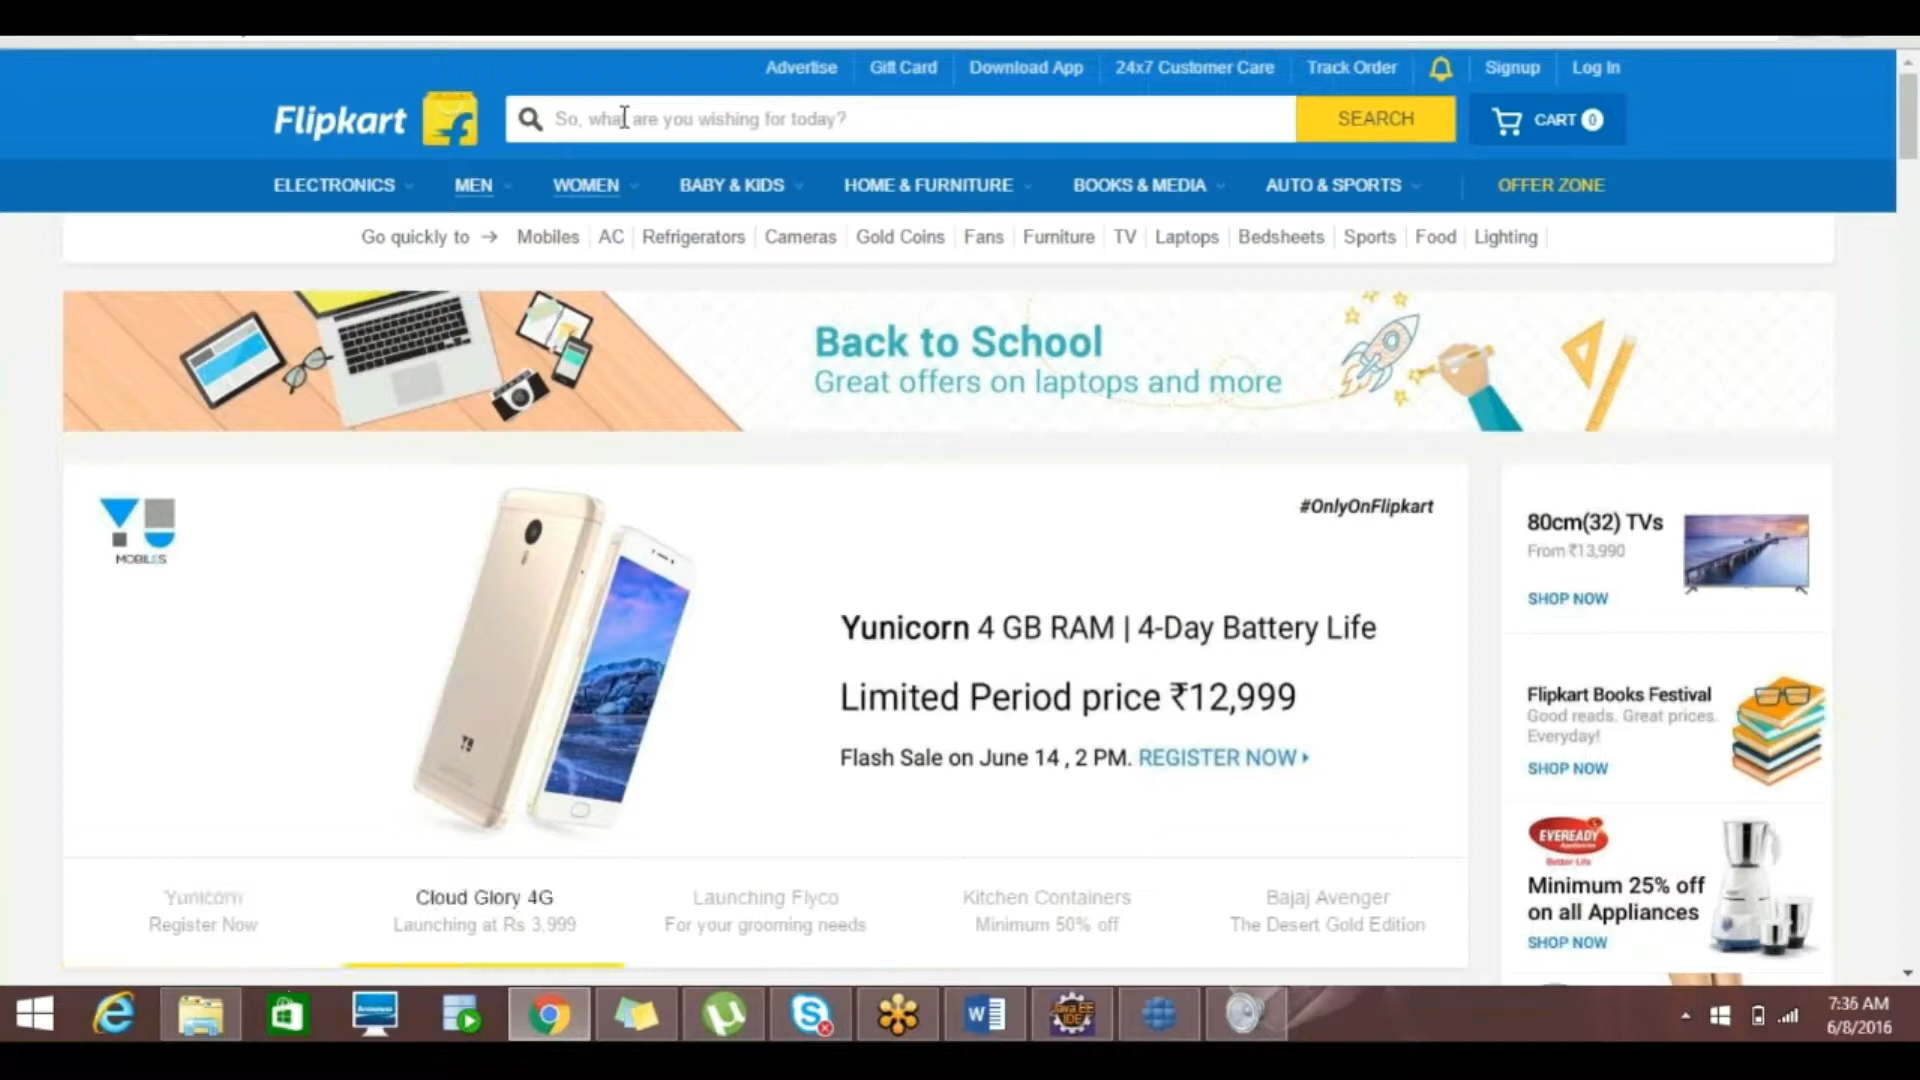 Advertise Gift Card Download App 24x7 Customer Care Track Order Signup Log In
Flipkart So, what are you wishing for today? SEARCH CART 0
ELECTRONICS MEN WOMEN BABY & KIDS HOME & FURNITURE BOOKS & MEDIA AUTO & SPORTS OFFER ZONE
Go quickly to → Mobiles AC Refrigerators Cameras Gold Coins Fans Furniture TV Laptops Bedsheets Sports Food Lighting
Back to School
Great offers on laptops and more
YU
MOBILES
#OnlyOnFlipkart
Yunicorn 4 GB RAM | 4-Day Battery Life
Limited Period price ₹12,999
Flash Sale on June 14 , 2 PM. REGISTER NOW
80cm(32) TVs
From ₹13,990
SHOP NOW
Flipkart Books Festival
Good reads. Great prices.
Everyday!
SHOP NOW
EVEREADY
Appliances
Better Life
Minimum 25% off
on all Appliances
SHOP NOW
Yunicorn
Register Now
Cloud Glory 4G
Launching at Rs 3,999
Launching Flyco
For your grooming needs
Kitchen Containers
Minimum 50% off
Bajaj Avenger
The Desert Gold Edition
Java EE
IDE
7:36 AM
6/8/2016